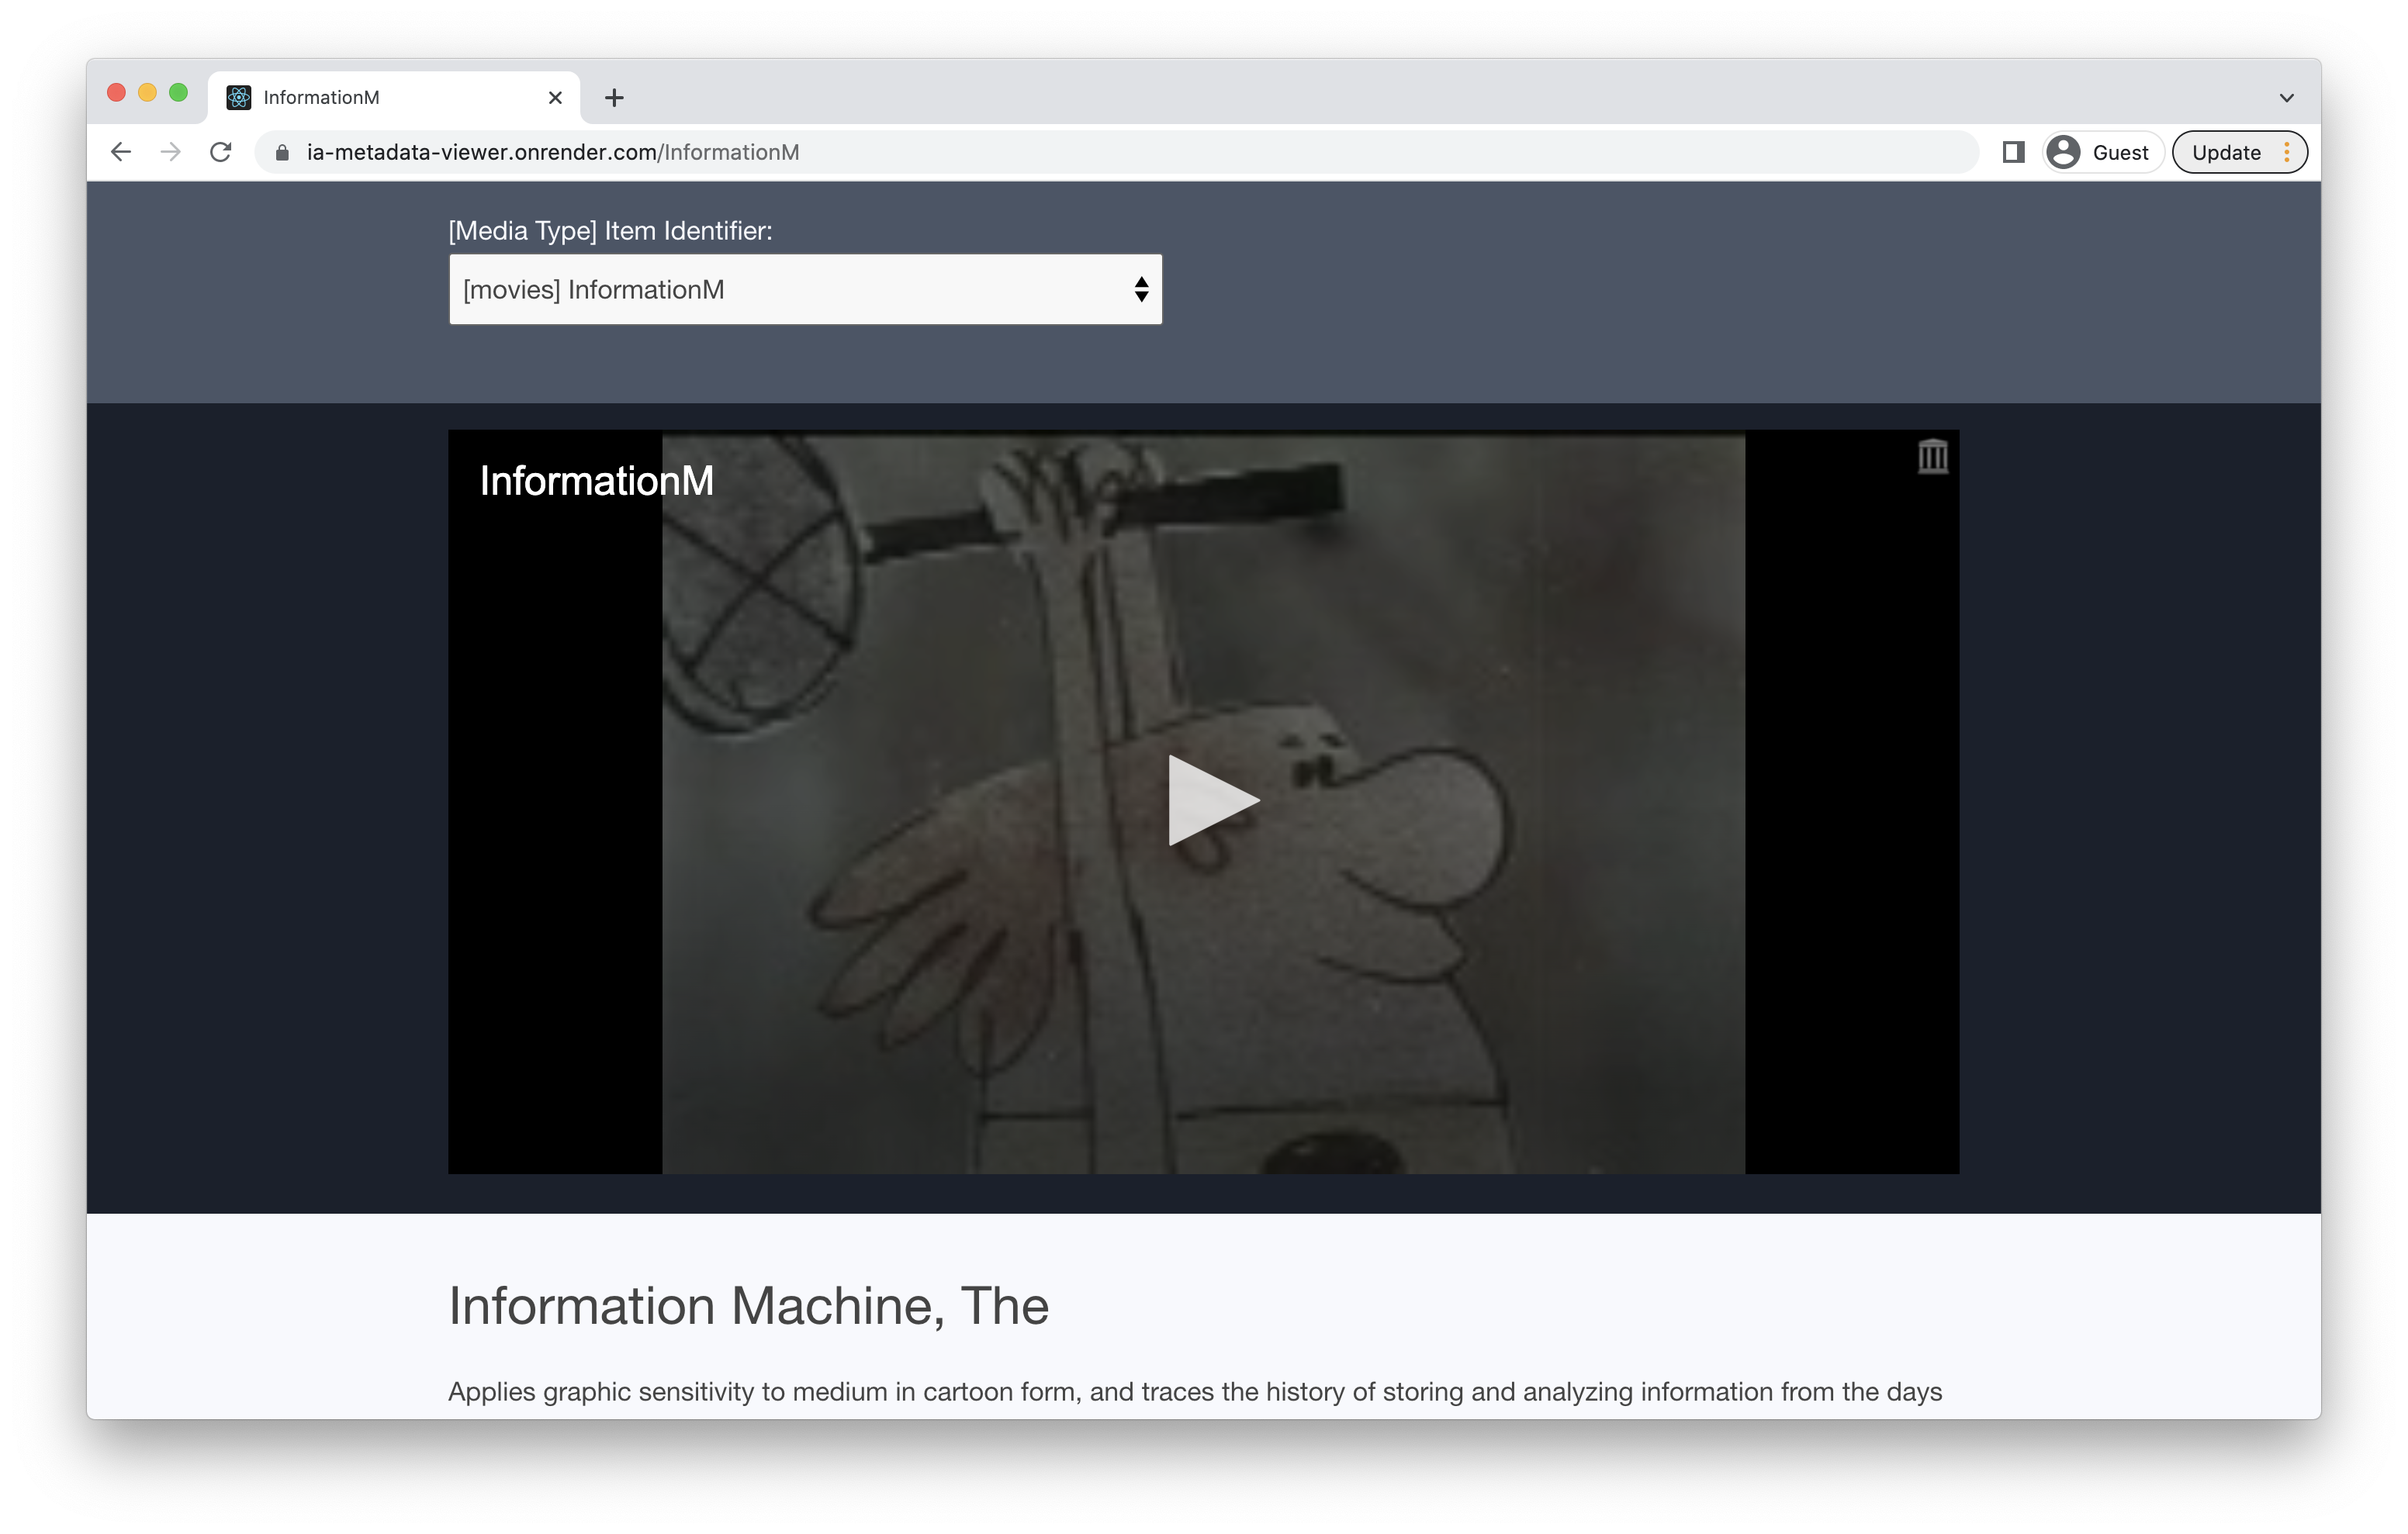 InformationM
ia-metadata-viewer.onrender.com/InformationM
Guest
Update
[Media Type] Item Identifier:
[movies] InformationM
InformationM
Information Machine, The
Applies graphic sensitivity to medium in cartoon form, and traces the history of storing and analyzing information from the days